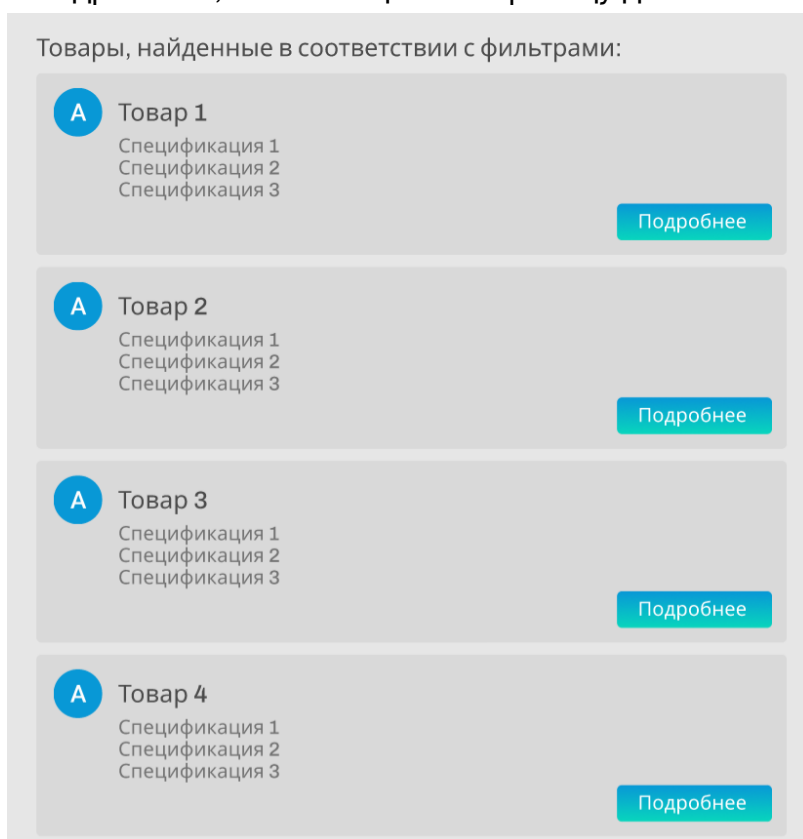 Товары, найденные в соответствии с фильтрами:
А Товар 1
Спецификация 1
Спецификация 2
Спецификация 3
Подробнее
А Товар 2
Спецификация 1
Спецификация 2
Спецификация 3
Подробнее
А Товар 3
Спецификация 1
Спецификация 2
Спецификация 3
Подробнее
А Товар 4
Спецификация 1
Спецификация 2
Спецификация 3
Подробнее